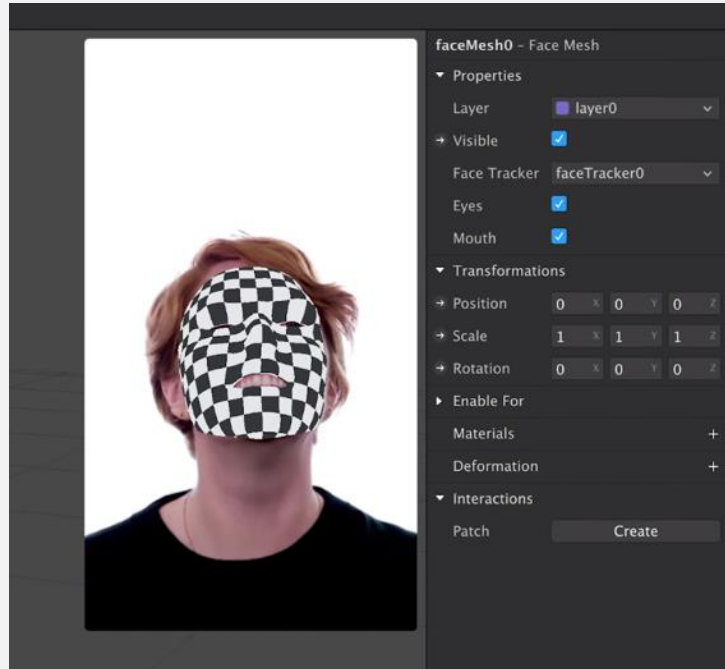 faceMesh0 – Face Mesh
Properties
Layer layer0
Visible
Face Tracker faceTracker0
Eyes
Mouth
Transformations
Position 0 X 0 Y 0 Z
Scale 1 X 1 Y 1 Z
Rotation 0 X 0 Y 0 Z
Enable For
Materials +
Deformation +
Interactions
Patch Create